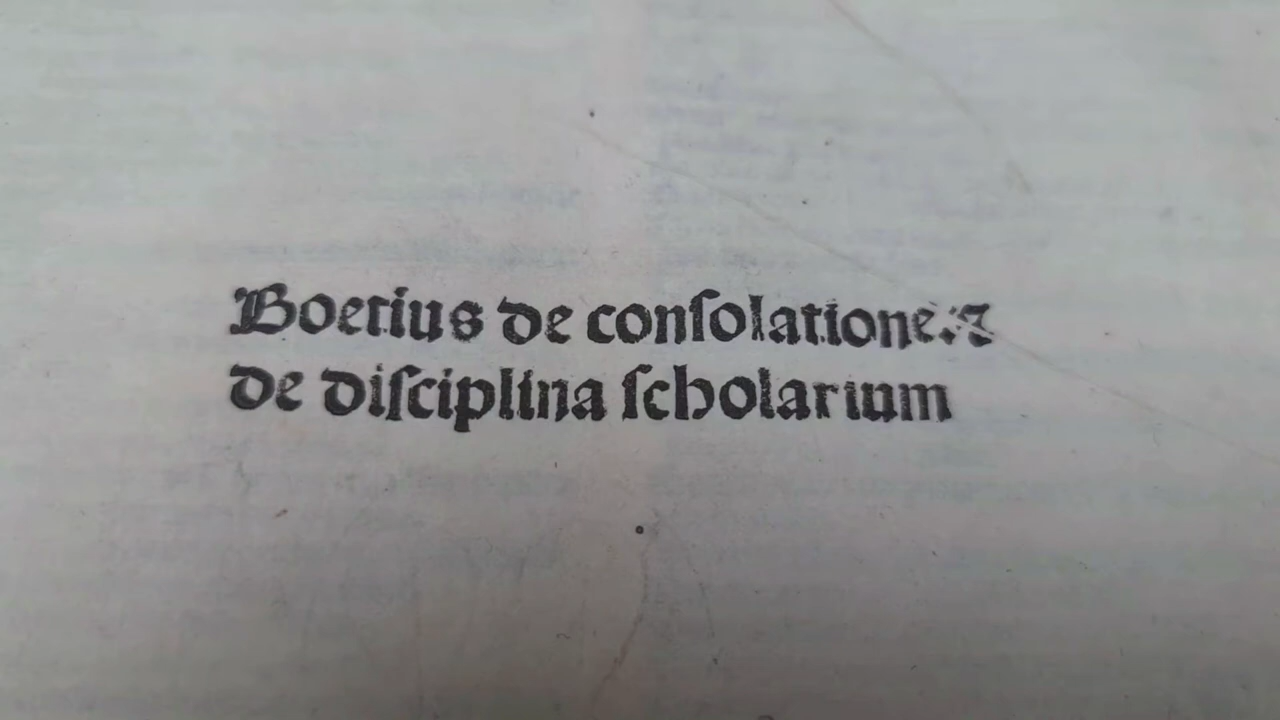 Boetius de conſolatione: ⁊
de diſciplina ſcholarium